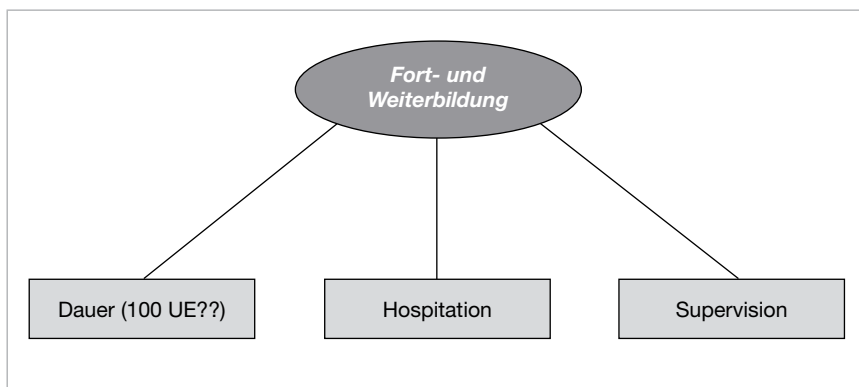 Fort- und
Weiterbildung
Dauer (100 UE??)
Hospitation
Supervision